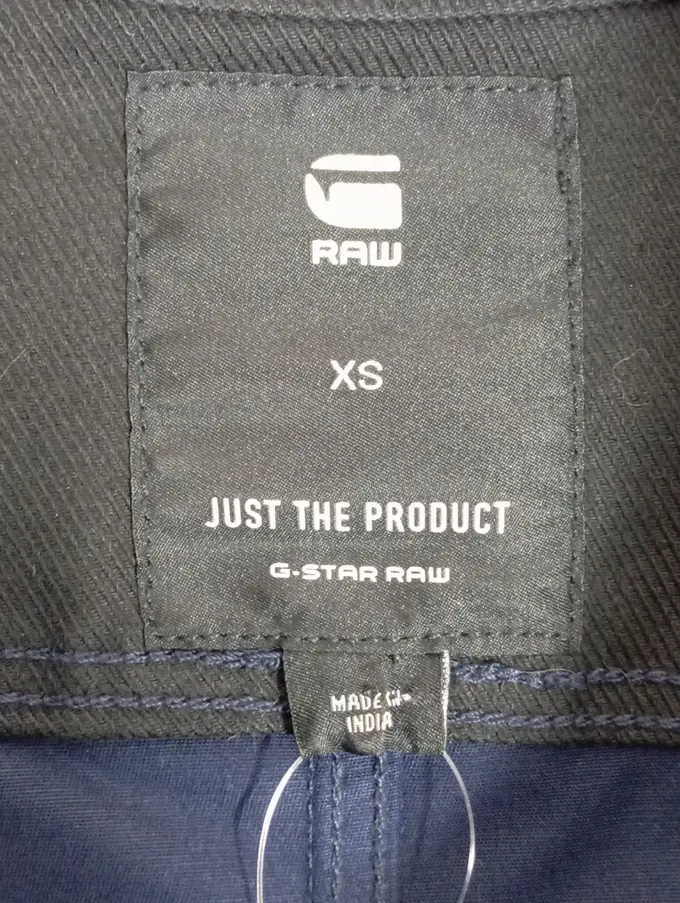 RAW
XS
JUST THE PRODUCT
G-STAR RAW
MADE IN
INDIA